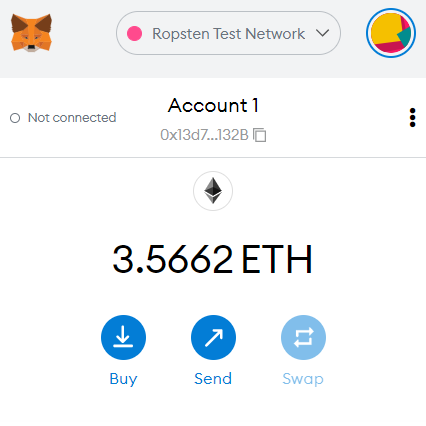 Ropsten Test Network
Not connected
Account 1
0x13d7...132B
3.5662 ETH
Buy
Send
Swap